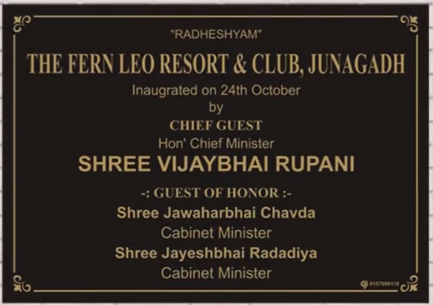 "RADHESHYAM"
THE FERN LEO RESORT & CLUB, JUNAGADH
Inaugrated on 24th October
by
CHIEF GUEST
Hon' Chief Minister
SHREE VIJAYBHAI RUPANI
-: GUEST OF HONOR :-
Shree Jawaharbhai Chavda
Cabinet Minister
Shree Jayeshbhai Radadiya
Cabinet Minister